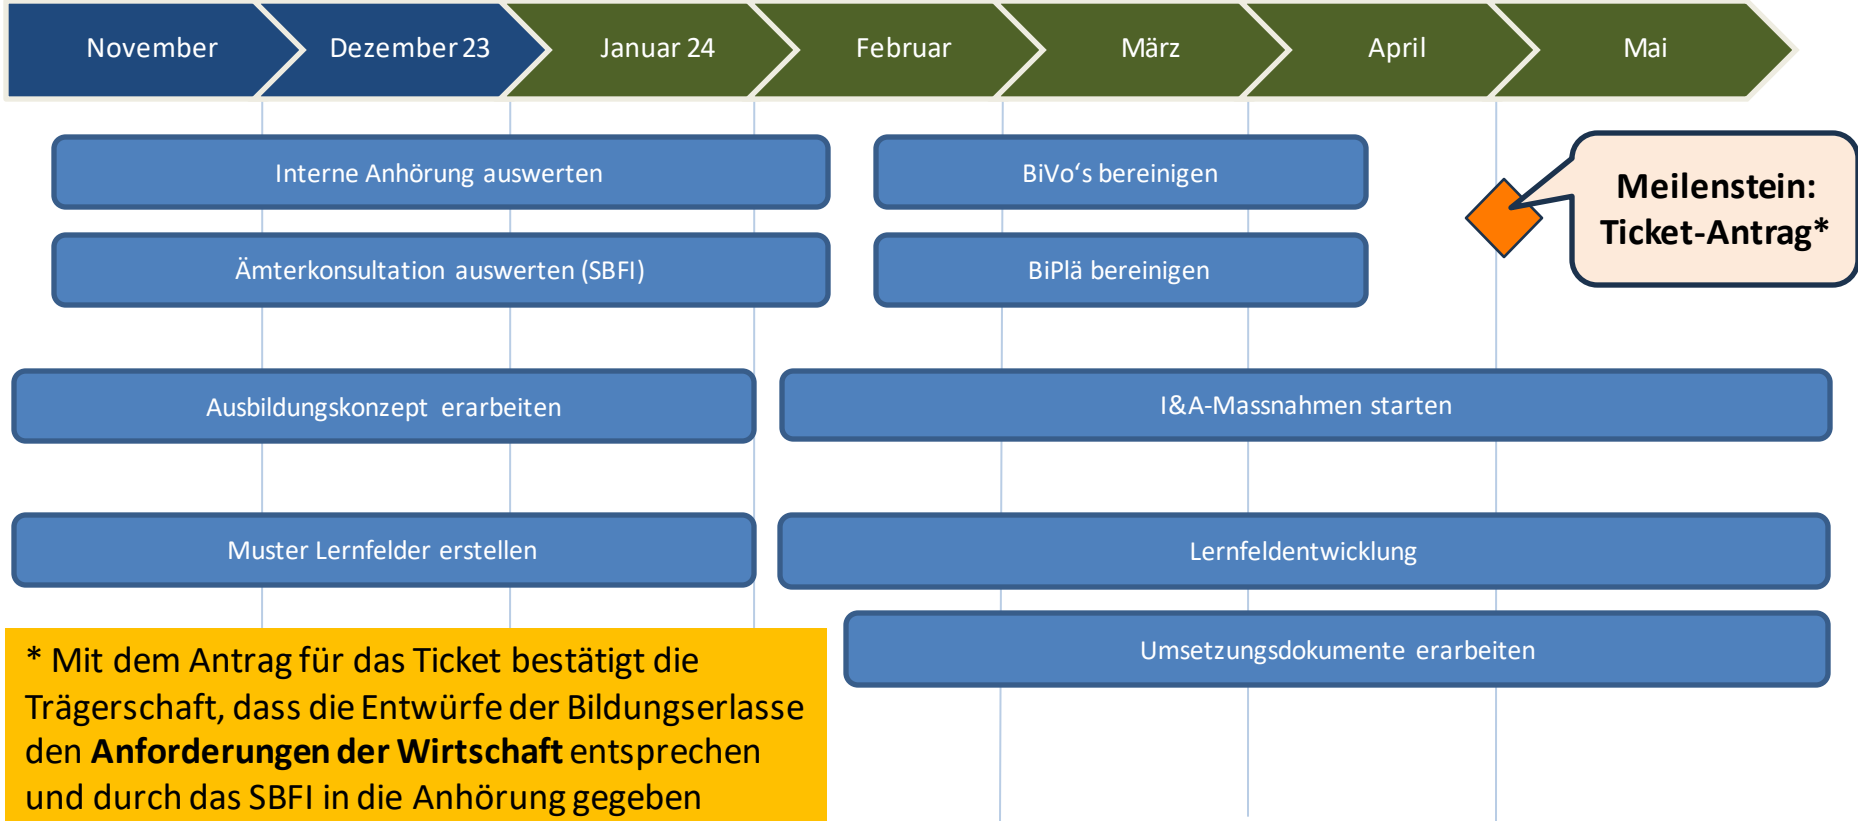 November
Dezember 23
Januar 24
Februar
März
April
Mai
Interne Anhörung auswerten
BiVo‘s bereinigen
Meilenstein:
Ticket-Antrag*
Ämterkonsultation auswerten (SBFI)
BiPlä bereinigen
Ausbildungskonzept erarbeiten
I&A-Massnahmen starten
Muster Lernfelder erstellen
Lernfeldentwicklung
Umsetzungsdokumente erarbeiten
* Mit dem Antrag für das Ticket bestätigt die
Trägerschaft, dass die Entwürfe der Bildungserlasse
den Anforderungen der Wirtschaft entsprechen
und durch das SBFI in die Anhörung gegeben